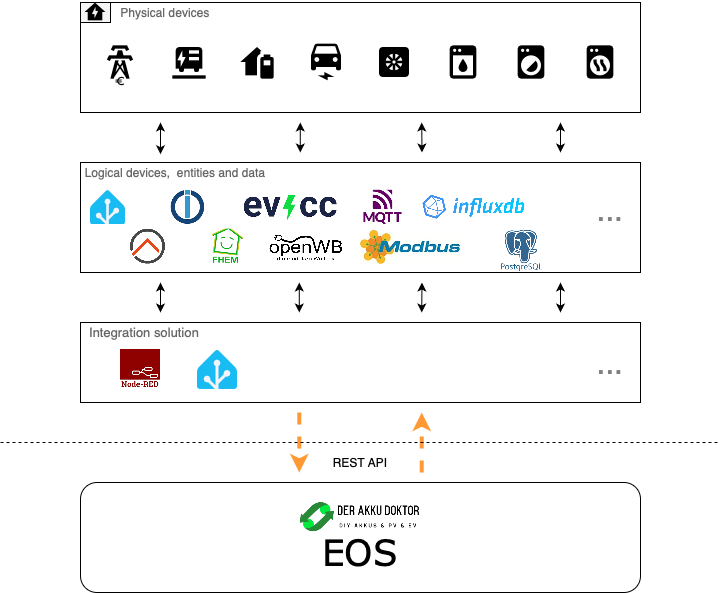 Physical devices
€
Logical devices, entities and data
evcc
MQTT
influxdb
...
FHEM
openWB
Modbus
PostgreSQL
Integration solution
Node-RED
...
REST API
DER AKKU DOKTOR
DIY AKKUS & PV & EV
EOS